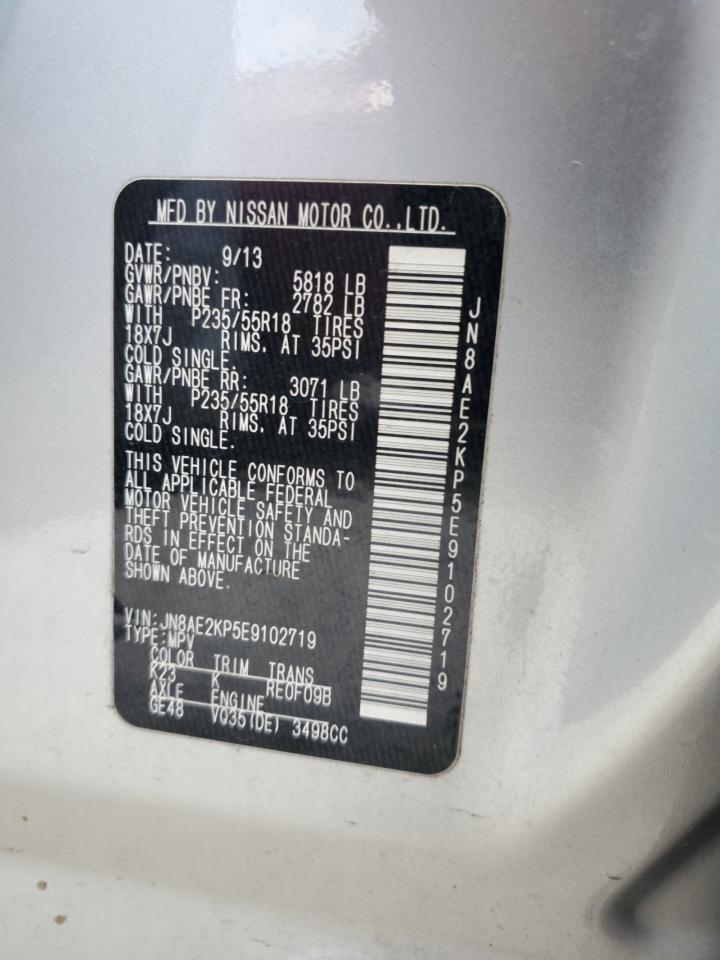 MFD BY NISSAN MOTOR CO.,LTD.
DATE: 9/13
GVWR/PNBV: 5818 LB
GAWR/PNBE FR: 2782 LB
WITH P235/55R18 TIRES
18X7J RIMS. AT 35PSI
COLD SINGLE.
GAWR/PNBE RR: 3071 LB
WITH P235/55R18 TIRES
18X7J RIMS. AT 35PSI
COLD SINGLE.
THIS VEHICLE CONFORMS TO
ALL APPLICABLE FEDERAL
MOTOR VEHICLE SAFETY AND
THEFT PREVENTION STANDA-
RDS IN EFFECT ON THE
DATE OF MANUFACTURE
SHOWN ABOVE.
VIN:JN8AE2KP5E9102719
TYPE:MPV
COLOR TRIM TRANS
K23 K RE0F09B
AXLE ENGINE
GE48 VQ35(DE) 3498CC
JN8AE2KP5E9102719